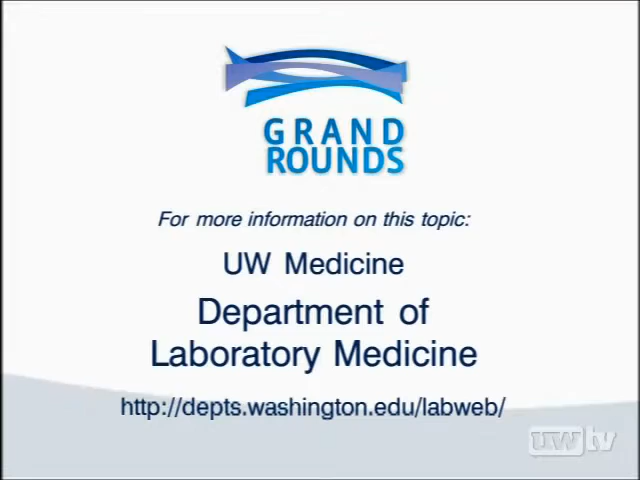 GRAND
ROUNDS
For more information on this topic:
UW Medicine
Department of
Laboratory Medicine
http://depts.washington.edu/labweb/
uwtv